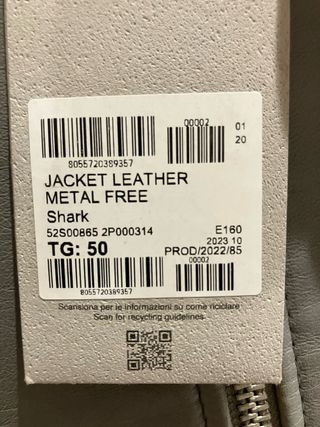 00002
01
20
8055720389357
JACKET LEATHER
METAL FREE
Shark
52S00865 2P000314 E160
2023 10
TG: 50 PROD/2022/85
00002
8055720389357
Scansiona per le informazioni su come riciclare
Scan for recycling guidelines.